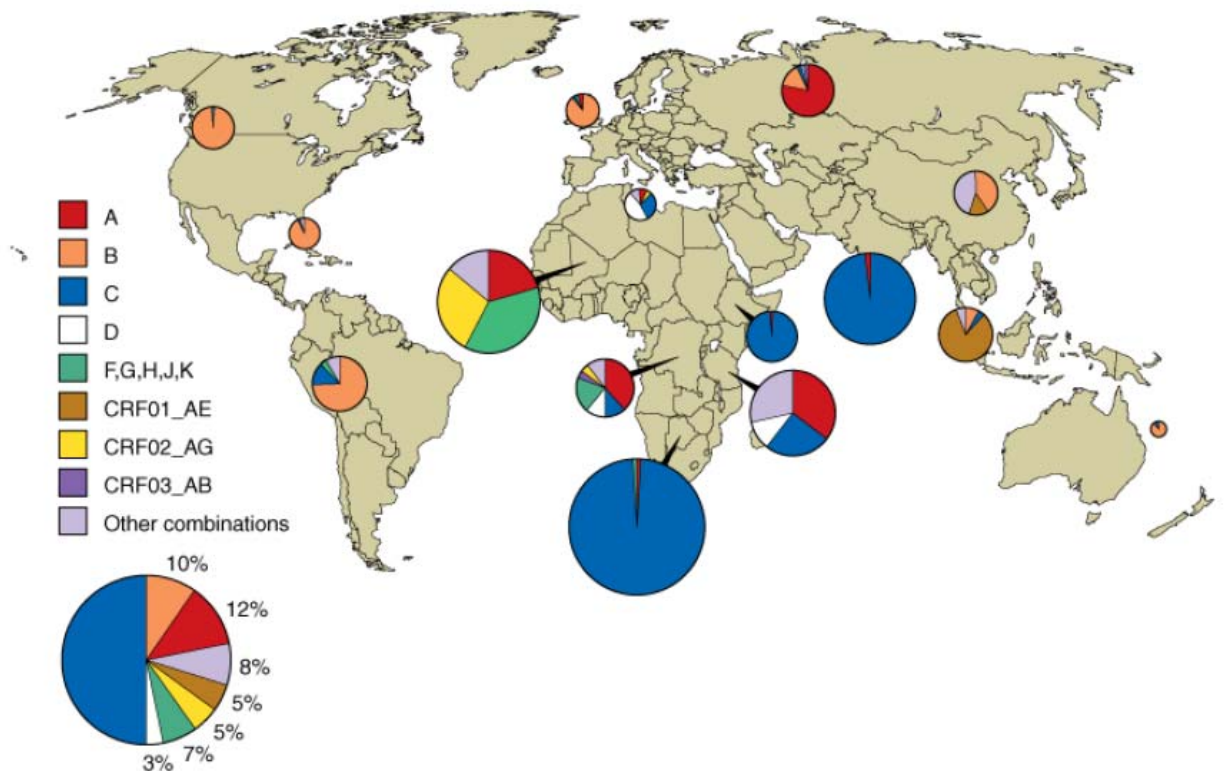 A
B
C
D
F,G,H,J,K
CRF01_AE
CRF02_AG
CRF03_AB
Other combinations
10%
12%
8%
5%
5%
7%
3%